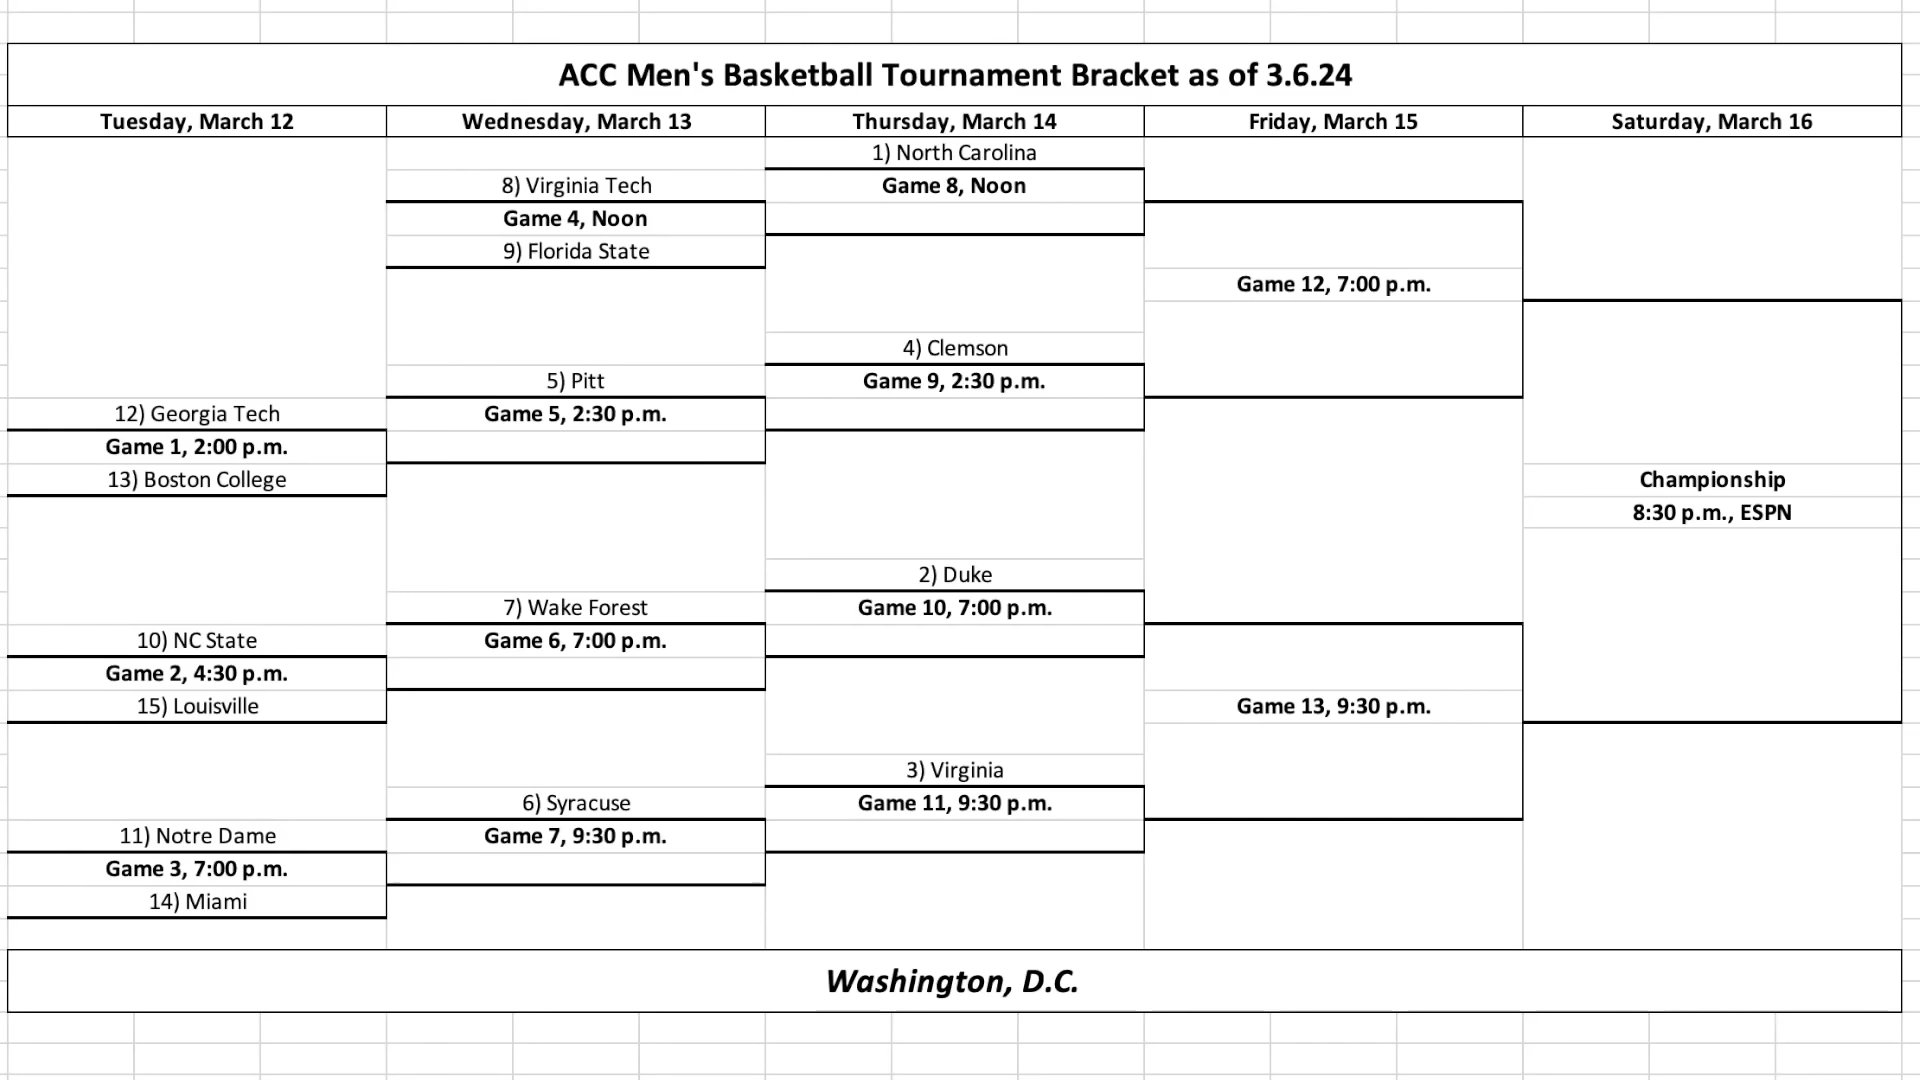 ACC Men's Basketball Tournament Bracket as of 3.6.24
Tuesday, March 12
Wednesday, March 13
Thursday, March 14
Friday, March 15
Saturday, March 16
1) North Carolina
8) Virginia Tech
Game 8, Noon
Game 4, Noon
9) Florida State
Game 12, 7:00 p.m.
4) Clemson
5) Pitt
Game 9, 2:30 p.m.
12) Georgia Tech
Game 5, 2:30 p.m.
Game 1, 2:00 p.m.
13) Boston College
Championship
8:30 p.m., ESPN
2) Duke
7) Wake Forest
Game 10, 7:00 p.m.
10) NC State
Game 6, 7:00 p.m.
Game 2, 4:30 p.m.
15) Louisville
Game 13, 9:30 p.m.
3) Virginia
6) Syracuse
Game 11, 9:30 p.m.
11) Notre Dame
Game 7, 9:30 p.m.
Game 3, 7:00 p.m.
14) Miami
Washington, D.C.